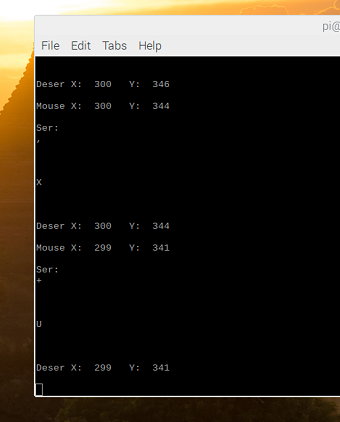 pi@
File Edit Tabs Help
Deser X: 300 Y: 346
Mouse X: 300 Y: 344
Ser:
,
X
Deser X: 300 Y: 344
Mouse X: 299 Y: 341
Ser:
+
U
Deser X: 299 Y: 341